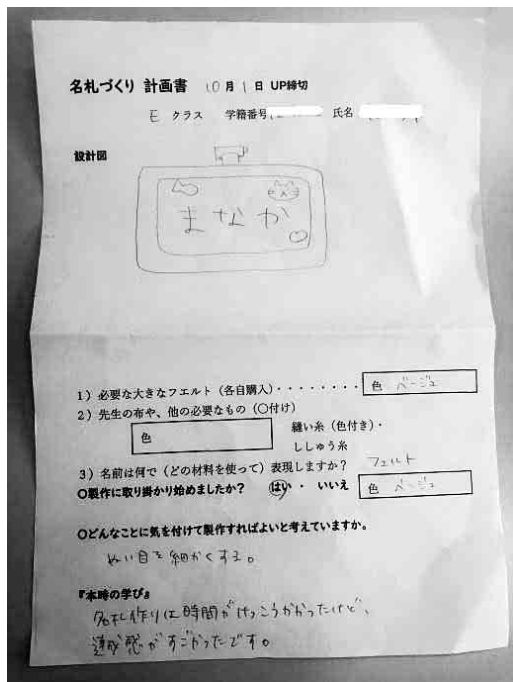 名札づくり 計画書 10月1日 UP締切
E クラス 学籍番号 氏名
設計図
まなか
1)必要な大きなフエルト(各自購入)・・・・・・・・ 色 ベージュ
2)先生の布や、他の必要なもの(〇付け)
色 縫い糸(色付き)・
ししゅう糸
3)名前は何で(どの材料を使って)表現しますか? フェルト
〇製作に取り掛かり始めましたか? はい ・ いいえ 色 ベージュ
〇どんなことに気を付けて製作すればよいと考えていますか。
ぬい目を細かくする。
『本時の学び』
名札作りは時間がけっこうかかったけど、
達成感がすごかったです。